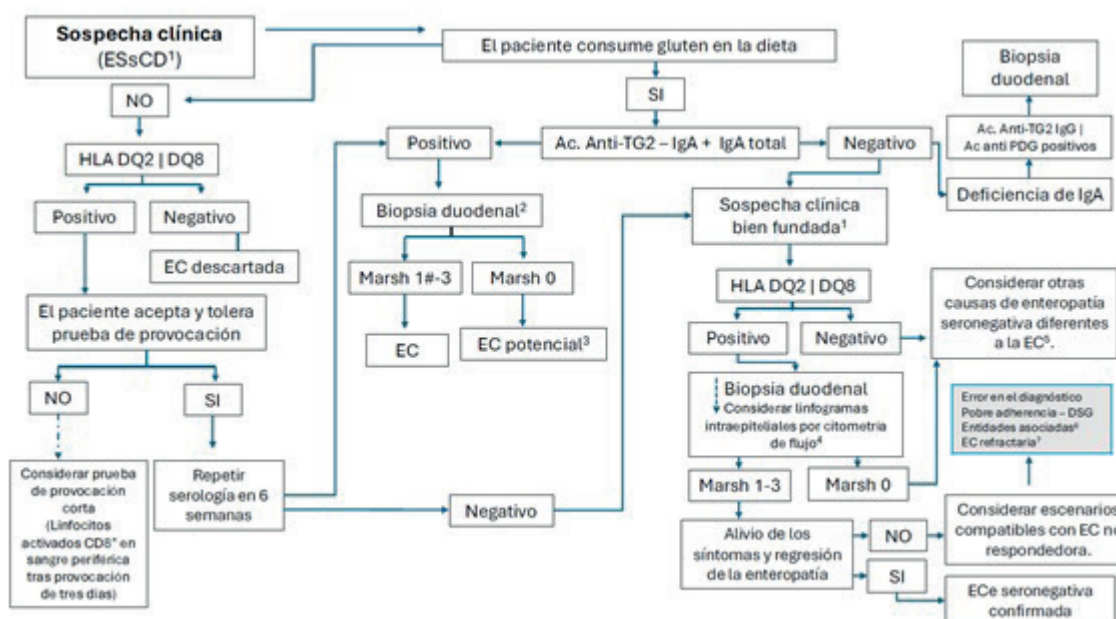 Sospecha clínica
(ESsCD¹)
El paciente consume gluten en la dieta
Biopsia
duodenal
NO
SI
HLA DQ2 | DQ8
Positivo
Ac. Anti-TG2 – IgA + IgA total
Negativo
Ac. Anti-TG2 IgG |
Ac anti PDG positivos
Deficiencia de IgA
Positivo
Negativo
EC descartada
Biopsia duodenal²
Sospecha clínica
bien fundada¹
Marsh 1#-3
Marsh 0
EC
EC potencial³
HLA DQ2 | DQ8
Considerar otras
causas de enteropatía
seronegativa diferentes
a la EC⁵.
El paciente acepta y tolera
prueba de provocación
Positivo
Negativo
NO
SI
Biopsia duodenal
Considerar linfogramas
intraepiteliales por citometría
de flujo⁴
Error en el diagnóstico
Pobre adherencia – DSG
Entidades asociadas⁶
EC refractaria⁷
Considerar prueba
de provocación
corta
(Linfocitos
activados CD8⁺ en
sangre periférica
tras provocación
de tres días)
Repetir
serología en 6
semanas
Negativo
Marsh 1-3
Marsh 0
Alivio de los
síntomas y regresión
de la enteropatía
NO
SI
Considerar escenarios
compatibles con EC no
respondedora.
ECe seronegativa
confirmada